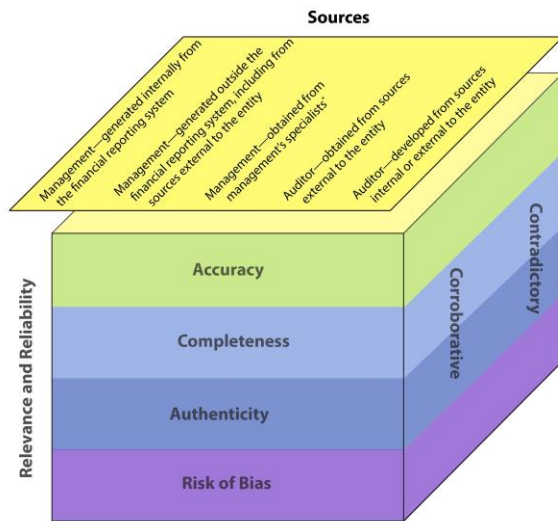 Sources
Management—generated internally from
the financial reporting system
Management—generated outside the
financial reporting system, including from
sources external to the entity
Management—obtained from
management's specialists'
Auditor—obtained from sources
external to the entity
Auditor—developed from sources
internal or external to the entity
Relevance and Reliability
Accuracy
Completeness
Authenticity
Risk of Bias
Corroborative
Contradictory